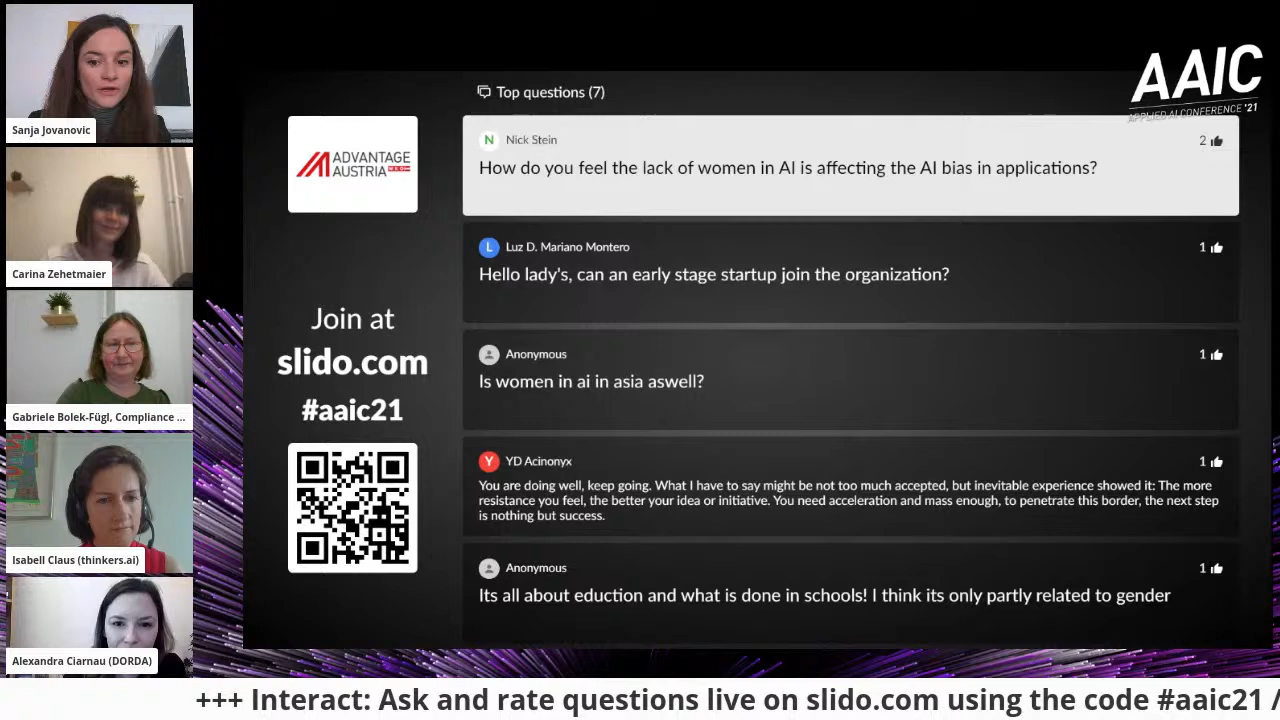 Sanja Jovanovic
Carina Zehetmaier
Gabriele Bolek-Fügl, Compliance ...
Isabell Claus (thinkers.ai)
Alexandra Ciarnau (DORDA)
ADVANTAGE
AUSTRIA
Join at
slido.com
#aaic21
Top questions (7)
N Nick Stein 2
How do you feel the lack of women in AI is affecting the AI bias in applications?
L Luz D. Mariano Montero 1
Hello lady's, can an early stage startup join the organization?
Anonymous 1
Is women in ai in asia aswell?
Y YD Acinonyx 1
You are doing well, keep going. What I have to say might be not too much accepted, but inevitable experience showed it: The more
resistance you feel, the better your idea or initiative. You need acceleration and mass enough, to penetrate this border, the next step
is nothing but success.
Anonymous 1
Its all about eduction and what is done in schools! I think its only partly related to gender
AAIC
APPLIED AI CONFERENCE '21
+++ Interact: Ask and rate questions live on slido.com using the code #aaic21 /